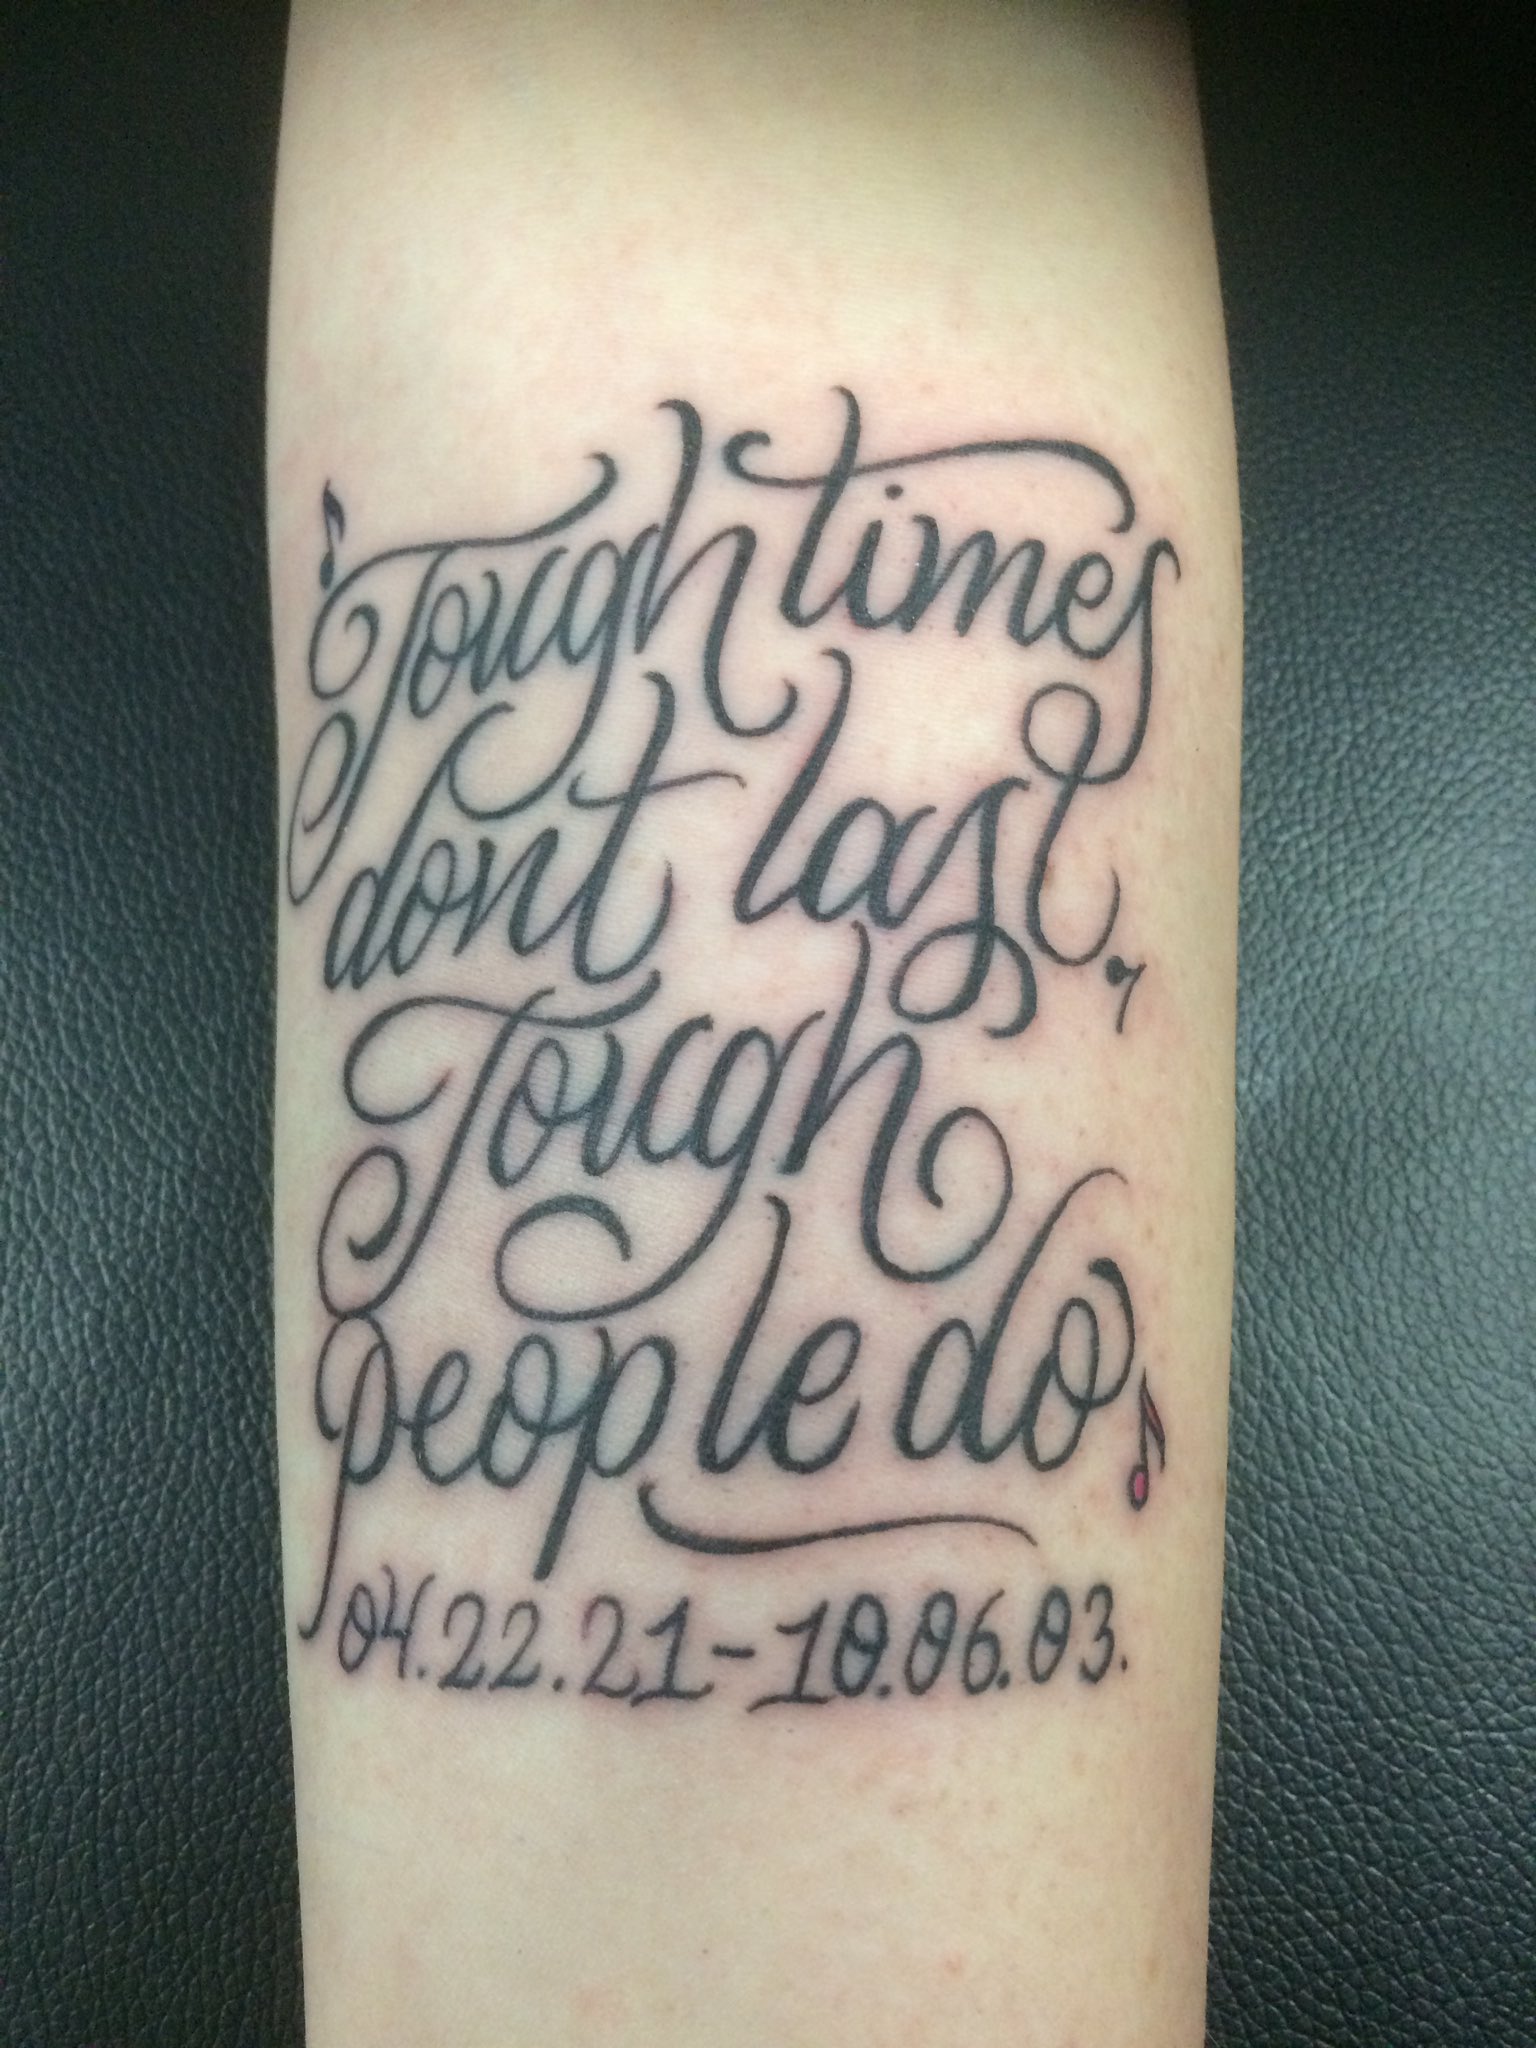 Tough times
dont last,
Tough
people do
04.22.21-10.06.03.